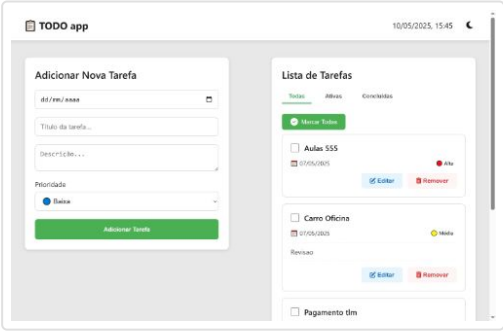 TODO app
10/05/2025, 15:45
Adicionar Nova Tarefa
dd/mm/aaaa
Título da tarefa...
Descrição...
Prioridade
Baixa
Adicionar Tarefa
Lista de Tarefas
Todas Ativas Concluídas
Marcar Todas
Aulas SSS
07/05/2025 Alta
Editar Remover
Carro Oficina
07/05/2025 Média
Revisao
Editar Remover
Pagamento tlm